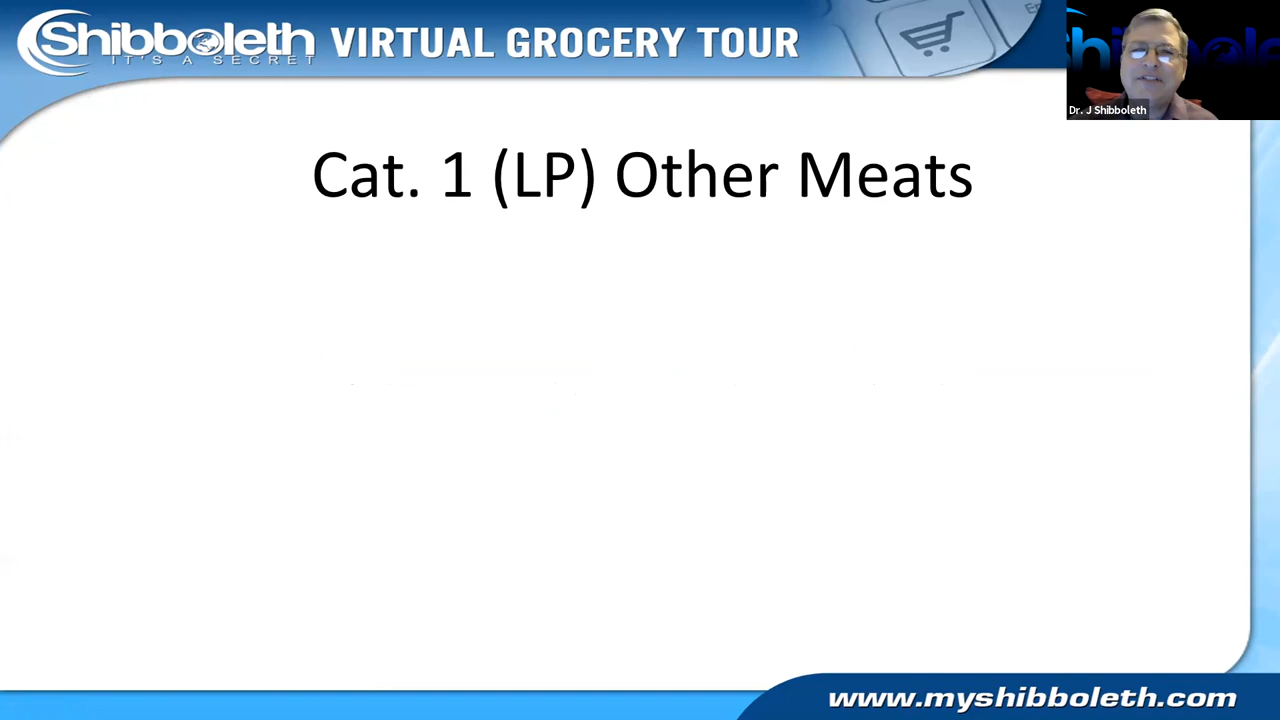 Shibboleth VIRTUAL GROCERY TOUR
IT'S A SECRET
Dr. J Shibboleth
Cat. 1 (LP) Other Meats
www.myshibboleth.com